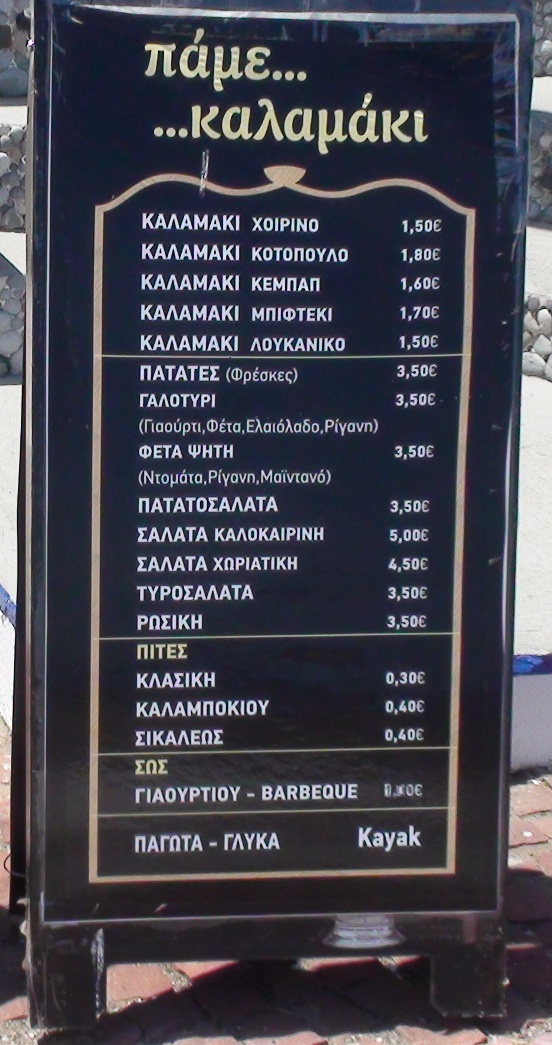 πάμε...
...καλαμάκι
ΚΑΛΑΜΑΚΙ ΧΟΙΡΙΝΟ 1,50€
ΚΑΛΑΜΑΚΙ ΚΟΤΟΠΟΥΛΟ 1,80€
ΚΑΛΑΜΑΚΙ ΚΕΜΠΑΠ 1,60€
ΚΑΛΑΜΑΚΙ ΜΠΙΦΤΕΚΙ 1,70€
ΚΑΛΑΜΑΚΙ ΛΟΥΚΑΝΙΚΟ 1,50€
ΠΑΤΑΤΕΣ (Φρέσκες) 3,50€
ΓΑΛΟΤΥΡΙ 3,50€
(Γιαούρτι,Φέτα,Ελαιόλαδο,Ρίγανη)
ΦΕΤΑ ΨΗΤΗ 3,50€
(Ντομάτα,Ρίγανη,Μαϊντανό)
ΠΑΤΑΤΟΣΑΛΑΤΑ 3,50€
ΣΑΛΑΤΑ ΚΑΛΟΚΑΙΡΙΝΗ 5,00€
ΣΑΛΑΤΑ ΧΩΡΙΑΤΙΚΗ 4,50€
ΤΥΡΟΣΑΛΑΤΑ 3,50€
ΡΩΣΙΚΗ 3,50€
ΠΙΤΕΣ
ΚΛΑΣΙΚΗ 0,30€
ΚΑΛΑΜΠΟΚΙΟΥ 0,40€
ΣΙΚΑΛΕΩΣ 0,40€
ΣΩΣ
ΓΙΑΟΥΡΤΙΟΥ - BARBEQUE
ΠΑΓΩΤΑ - ΓΛΥΚΑ Kayak